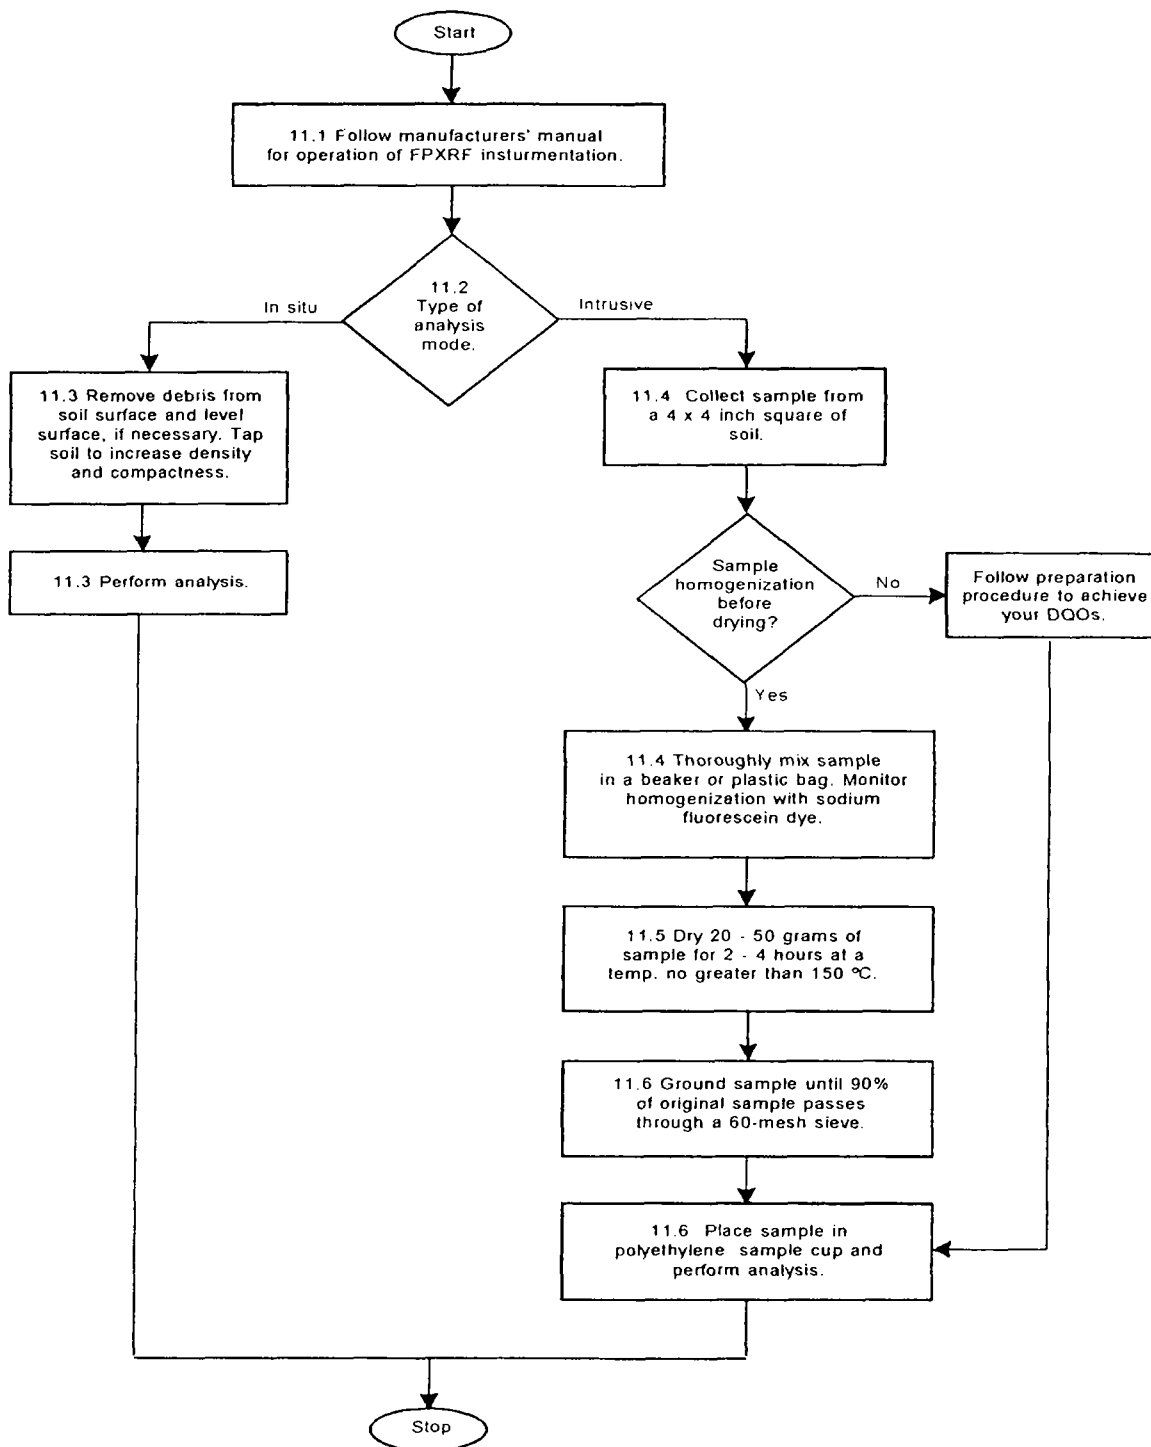 Start
11.1 Follow manufacturers' manual
for operation of FPXRF insturmentation.
11.2
Type of
analysis
mode.
In situ
Intrusive
11.3 Remove debris from
soil surface and level
surface, if necessary. Tap
soil to increase density
and compactness.
11.3 Perform analysis.
11.4 Collect sample from
a 4 x 4 inch square of
soil.
Sample
homogenization
before
drying?
No
Follow preparation
procedure to achieve
your DQOs.
Yes
11.4 Thoroughly mix sample
in a beaker or plastic bag. Monitor
homogenization with sodium
fluorescein dye.
11.5 Dry 20 - 50 grams of
sample for 2 - 4 hours at a
temp. no greater than 150 ºC.
11.6 Ground sample until 90%
of original sample passes
through a 60-mesh sieve.
11.6 Place sample in
polyethylene sample cup and
perform analysis.
Stop